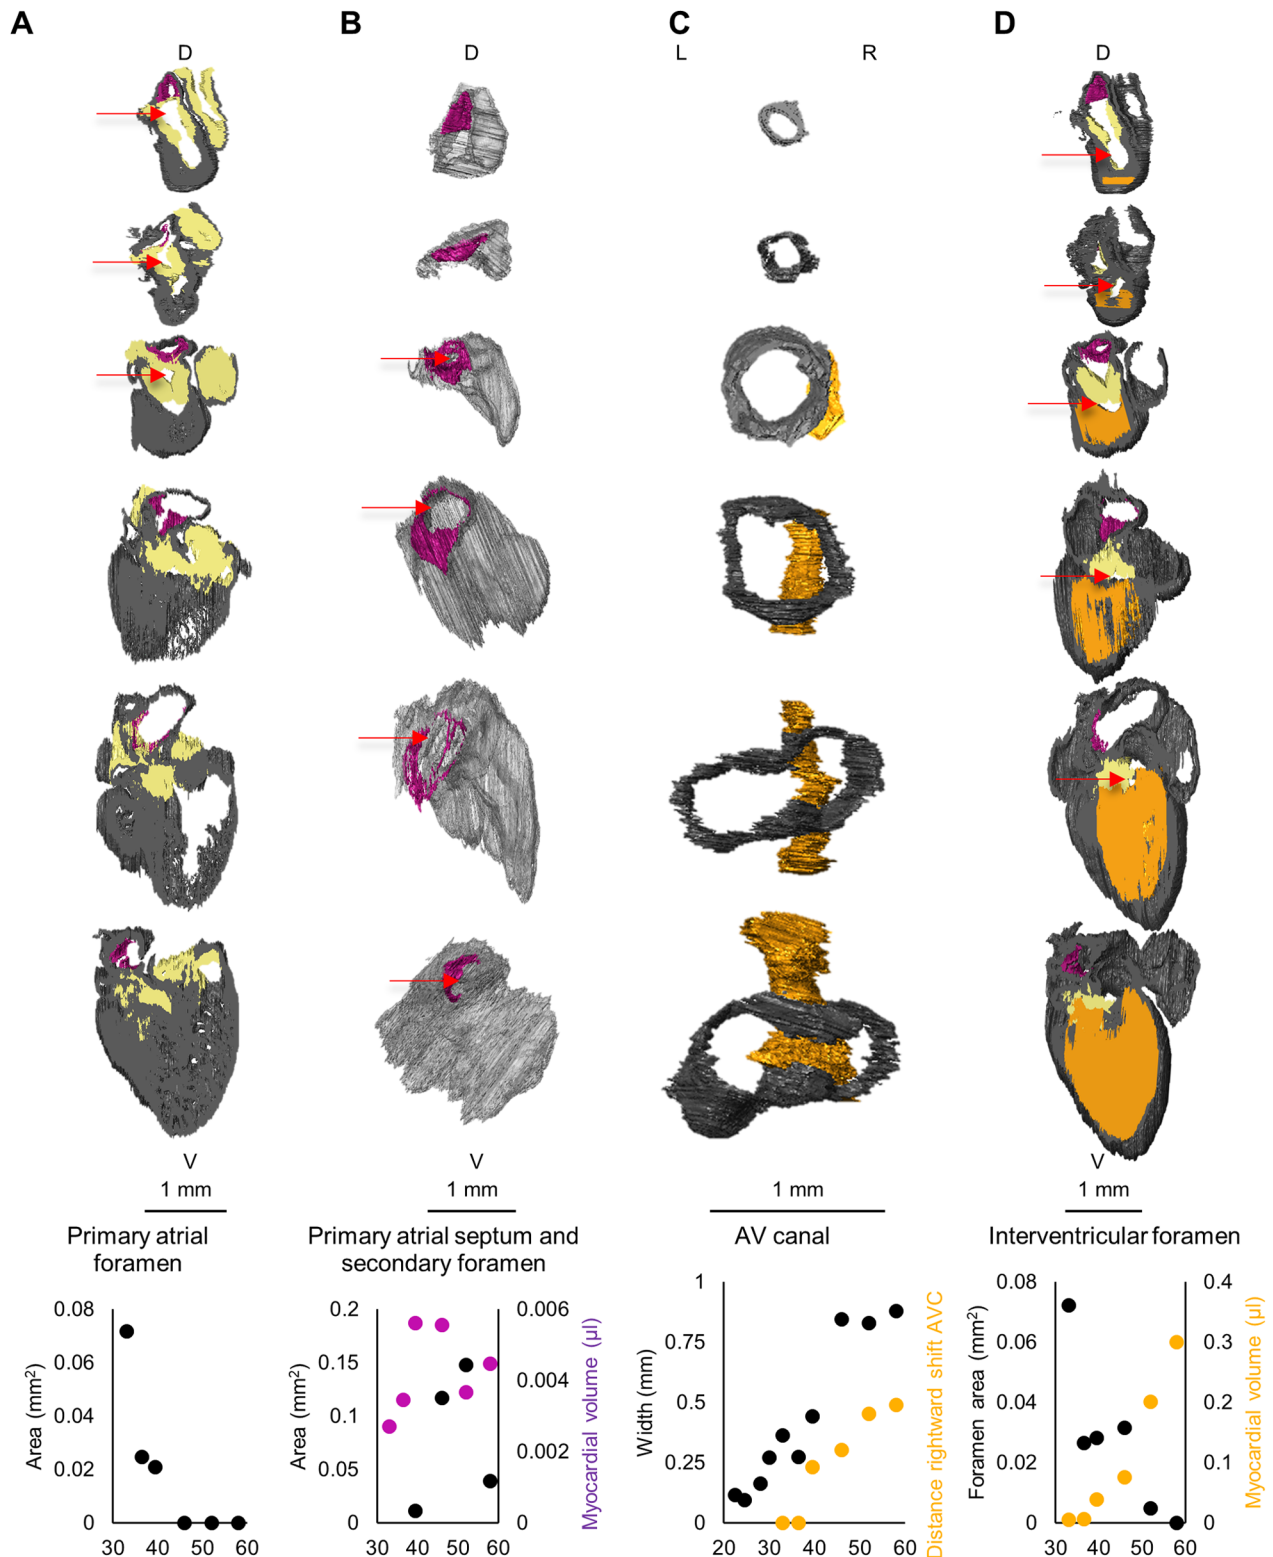 A B C D
D D L R D
V V V
1 mm 1 mm 1 mm 1 mm
Primary atrial
foramen
Primary atrial septum and
secondary foramen
AV canal
Interventricular foramen
Area (mm²)
0.08
0.06
0.04
0.02
0
30 40 50 60
Area (mm²)
0.2
0.15
0.1
0.05
0
0.006
0.004
0.002
0
Myocardial volume (µl)
30 40 50 60
Width (mm)
1
0.75
0.5
0.25
0
Distance rightward shift AVC
20 30 40 50 60
Foramen area (mm²)
0.08
0.06
0.04
0.02
0
0.4
0.3
0.2
0.1
0
Myocardial volume (µl)
30 40 50 60